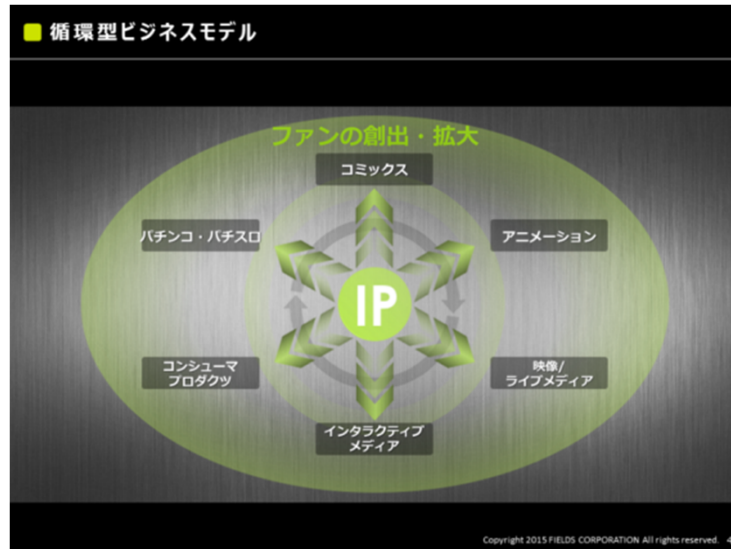 循環型ビジネスモデル
ファンの創出・拡大
コミックス
パチンコ・パチスロ
アニメーション
IP
コンシューマ
プロダクツ
映像/
ライブメディア
インタラクティブ
メディア
Copyright 2015 FIELDS CORPORATION All rights reserved. 4